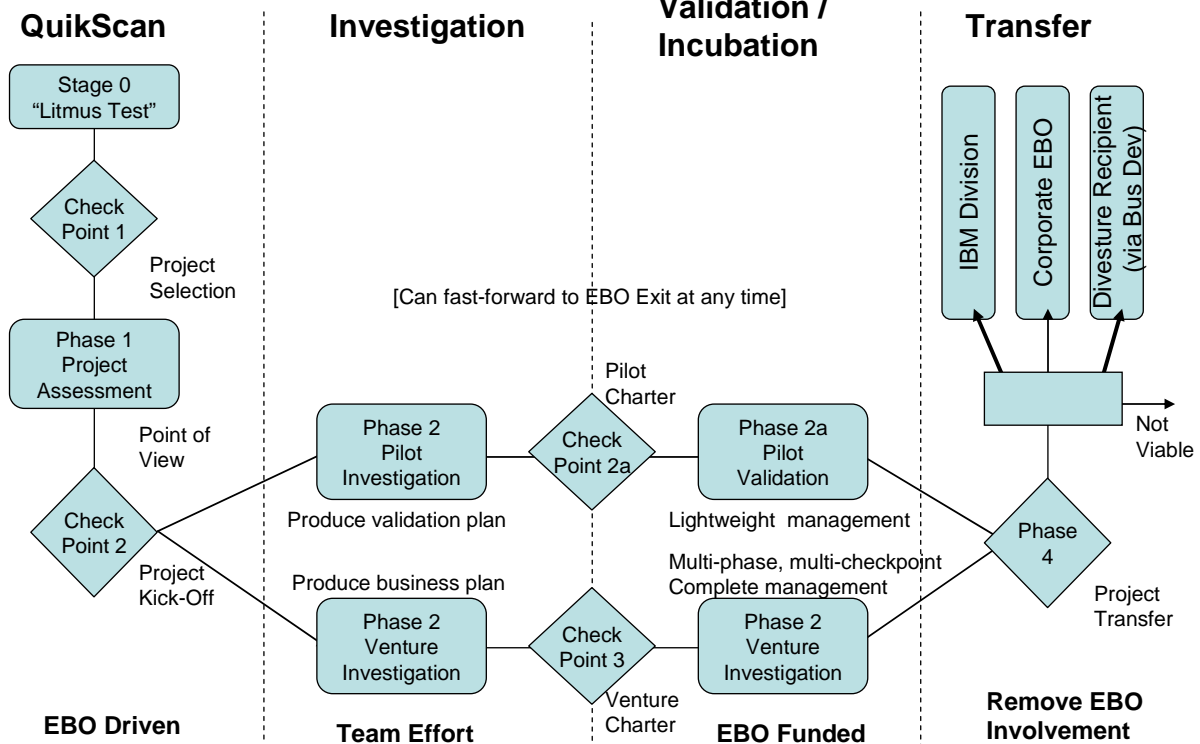 QuikScan
Investigation
Validation /
Incubation
Transfer
Stage 0
“Litmus Test”
Check
Point 1
Project
Selection
Phase 1
Project
Assessment
Point of
View
Check
Point 2
Project
Kick-Off
EBO Driven
[Can fast-forward to EBO Exit at any time]
Phase 2
Pilot
Investigation
Produce validation plan
Produce business plan
Phase 2
Venture
Investigation
Team Effort
Pilot
Charter
Check
Point 2a
Check
Point 3
Venture
Charter
Phase 2a
Pilot
Validation
Lightweight management
Multi-phase, multi-checkpoint
Complete management
Phase 2
Venture
Investigation
EBO Funded
IBM Division
Corporate EBO
Divesture Recipient
(via Bus Dev)
Not
Viable
Phase
4
Project
Transfer
Remove EBO
Involvement